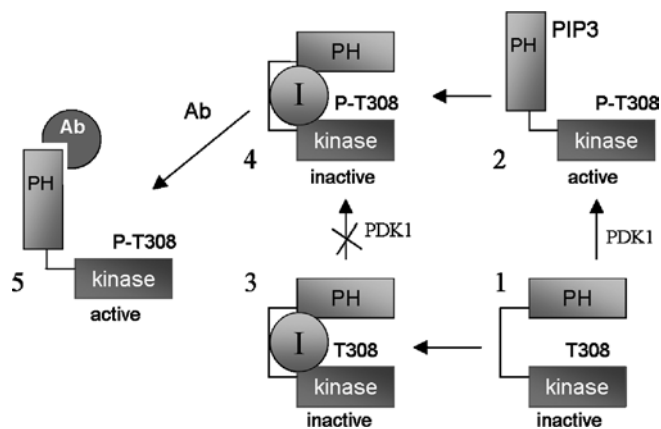 PH
PIP3
PH
I
P-T308
P-T308
Ab
Ab
kinase
kinase
4
inactive
2
active
PH
P-T308
PDK1
PDK1
kinase
5
active
3
PH
1
PH
I
T308
T308
kinase
kinase
inactive
inactive